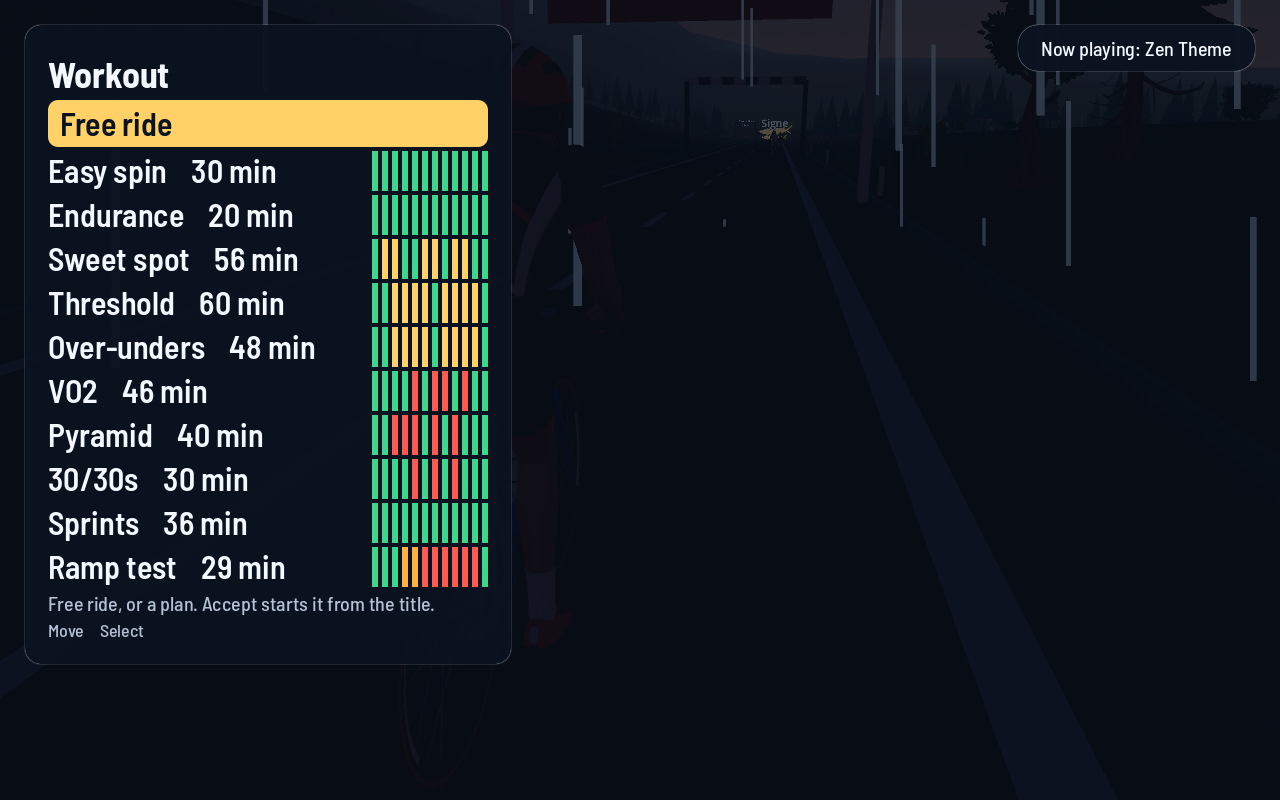 Workout
Now playing: Zen Theme
Free ride
Signe
Easy spin 30 min
Endurance 20 min
Sweet spot 56 min
Threshold 60 min
Over-unders 48 min
VO2 46 min
Pyramid 40 min
30/30s 30 min
Sprints 36 min
Ramp test 29 min
Free ride, or a plan. Accept starts it from the title.
Move Select